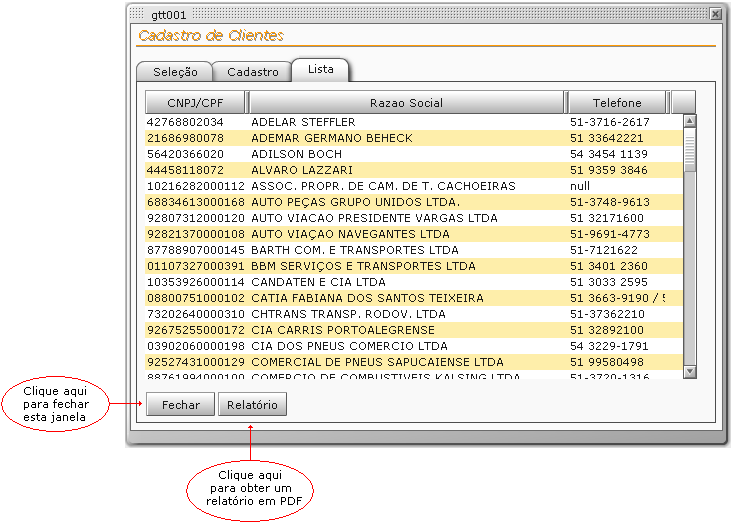 gtt001
Cadastro de Clientes
Seleção Cadastro Lista
CNPJ/CPF Razao Social Telefone
42768802034 ADELAR STEFFLER 51-3716-2617
21686980078 ADEMAR GERMANO BEHECK 51 33642221
56420366020 ADILSON BOCH 54 3454 1139
44458118072 ALVARO LAZZARI 51 9359 3846
10216282000112 ASSOC. PROPR. DE CAM. DE T. CACHOEIRAS null
68834613000168 AUTO PEÇAS GRUPO UNIDOS LTDA. 51-3748-9613
92807312000120 AUTO VIACAO PRESIDENTE VARGAS LTDA 51 32171600
92821370000108 AUTO VIAÇAO NAVEGANTES LTDA 51-9691-4773
87788907000145 BARTH COM. E TRANSPORTES LTDA 51-7121622
01107327000391 BBM SERVIÇOS E TRANSPORTES LTDA 51 3401 2360
10353926000114 CANDATEN E CIA LTDA 51 3033 2595
08800751000102 CATIA FABIANA DOS SANTOS TEIXEIRA 51 3663-9190 /
73202640000310 CHTRANS TRANSP. RODOV. LTDA 51-37362210
92675255000172 CIA CARRIS PORTOALEGRENSE 51 32892100
03902060000198 CIA DOS PNEUS COMERCIO LTDA 54 3229-1791
92527431000129 COMERCIAL DE PNEUS SAPUCAIENSE LTDA 51 99580498
88761994000100 COMERCIO DE COMBUSTIVEIS KALSING LTDA 51-3720-1316
Fechar Relatório
Clique aqui
para fechar
esta janela
Clique aqui
para obter um
relatório em PDF